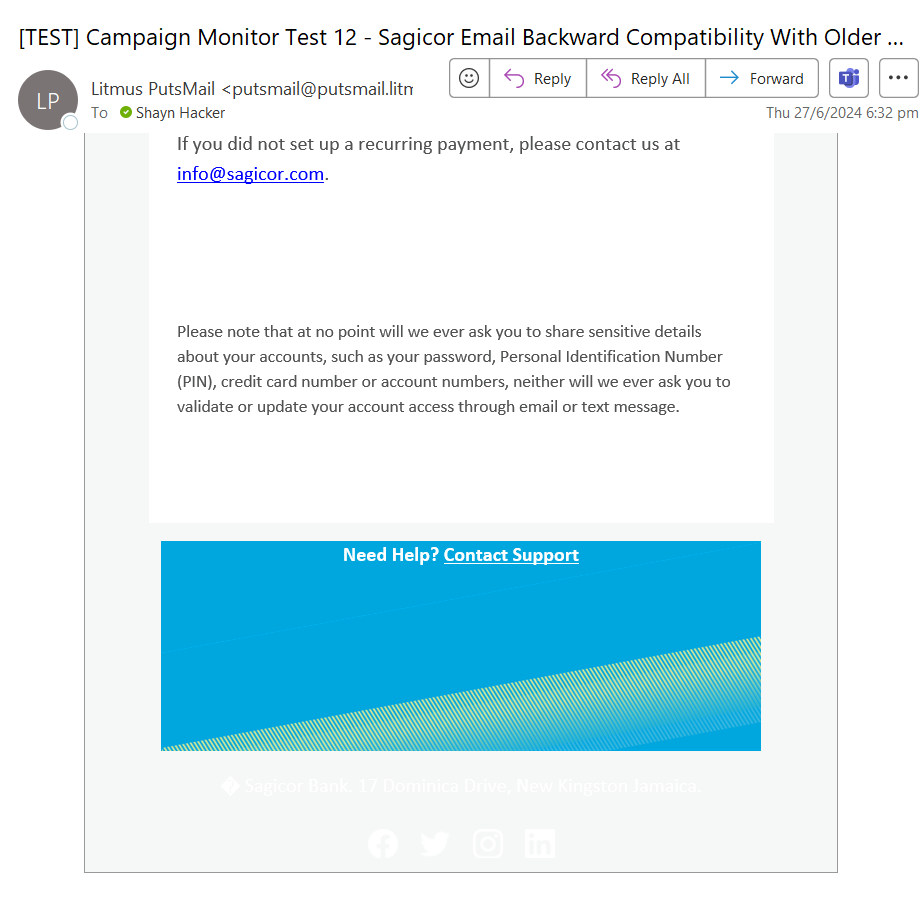 [TEST] Campaign Monitor Test 12 - Sagicor Email Backward Compatibility With Older ...
LP
Litmus PutsMail <putsmail@putsmail.litm
Reply
Reply All
Forward
To Shayn Hacker
Thu 27/6/2024 6:32 pm
If you did not set up a recurring payment, please contact us at
info@sagicor.com.
Please note that at no point will we ever ask you to share sensitive details
about your accounts, such as your password, Personal Identification Number
(PIN), credit card number or account numbers, neither will we ever ask you to
validate or update your account access through email or text message.
Need Help? Contact Support
� Sagicor Bank. 17 Dominica Drive, New Kingston Jamaica.